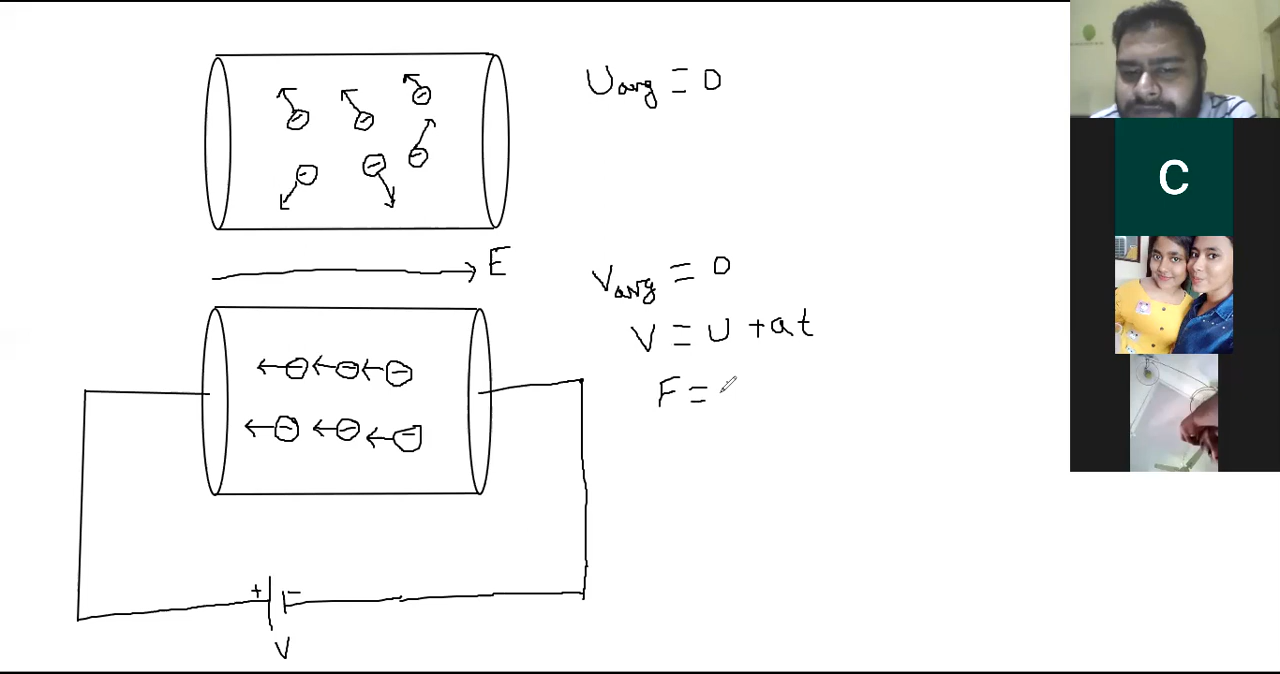 Uavg = 0
E
Vavg = 0
V = U + at
F =
+ -
V
C